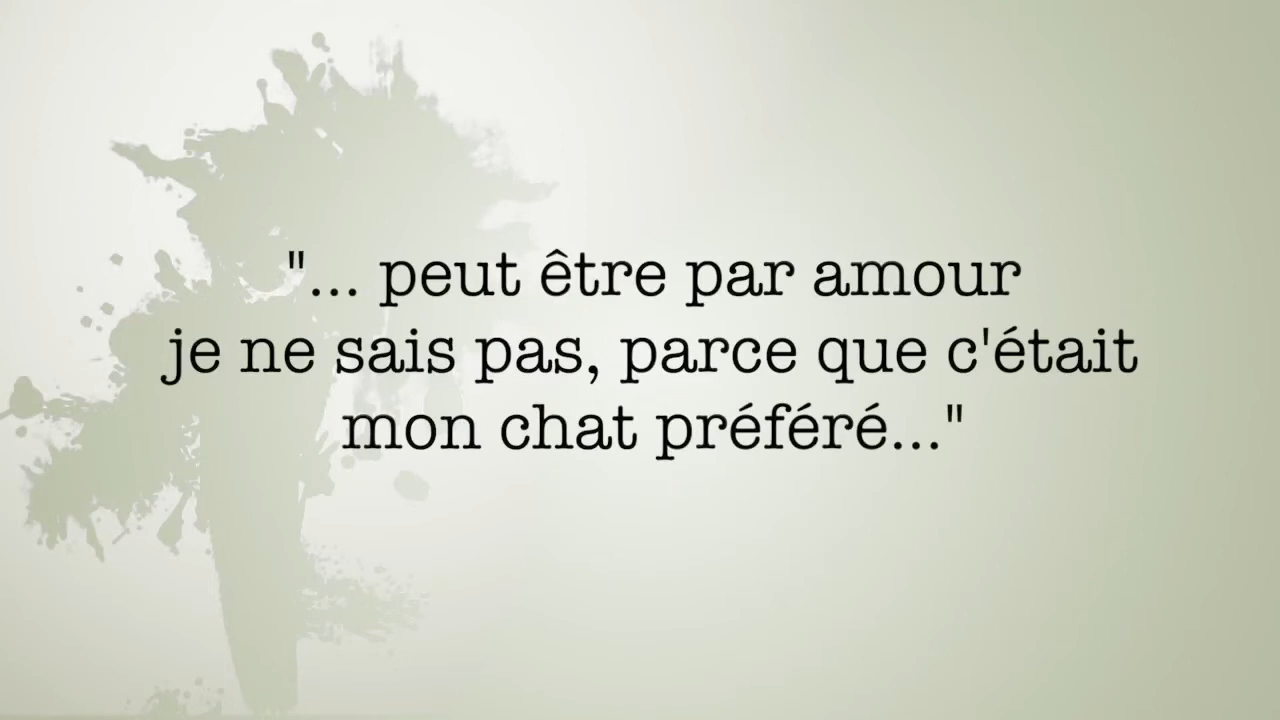 "... peut être par amour
je ne sais pas, parce que c'était
mon chat préféré..."